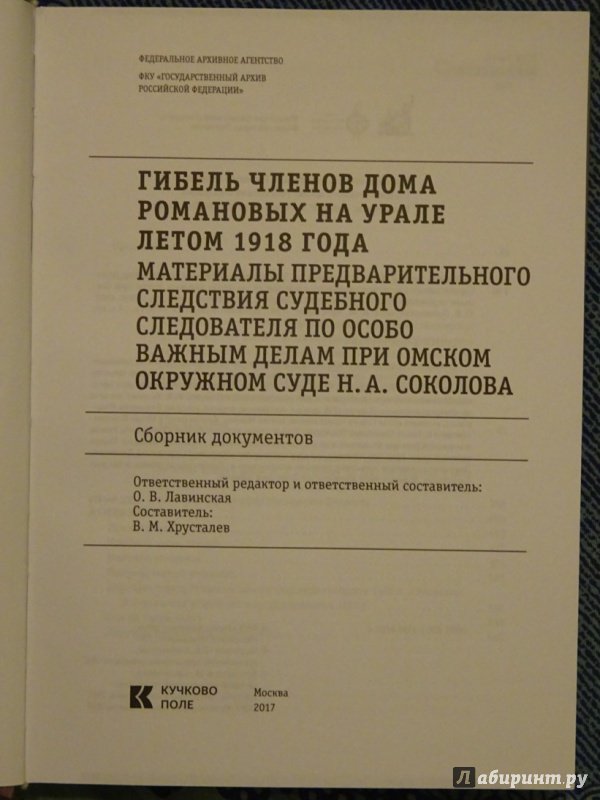 ФЕДЕРАЛЬНОЕ АРХИВНОЕ АГЕНТСТВО
ФКУ «ГОСУДАРСТВЕННЫЙ АРХИВ
РОССИЙСКОЙ ФЕДЕРАЦИИ»
ГИБЕЛЬ ЧЛЕНОВ ДОМА
РОМАНОВЫХ НА УРАЛЕ
ЛЕТОМ 1918 ГОДА
МАТЕРИАЛЫ ПРЕДВАРИТЕЛЬНОГО
СЛЕДСТВИЯ СУДЕБНОГО
СЛЕДОВАТЕЛЯ ПО ОСОБО
ВАЖНЫМ ДЕЛАМ ПРИ ОМСКОМ
ОКРУЖНОМ СУДЕ Н. А. СОКОЛОВА
Сборник документов
Ответственный редактор и ответственный составитель:
О. В. Лавинская
Составитель:
В. М. Хрусталев
КУЧКОВО
ПОЛЕ
Москва
2017
лабиринт.ру